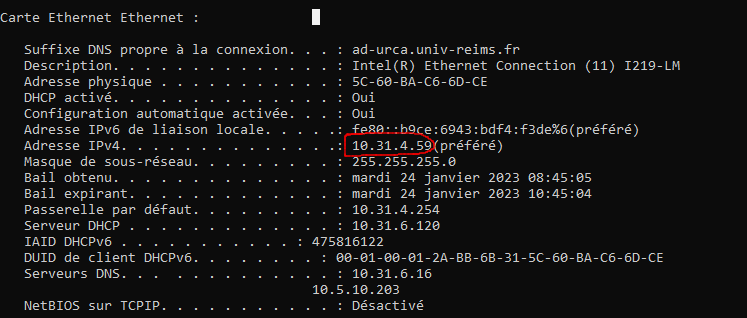 Carte Ethernet Ethernet :
Suffixe DNS propre à la connexion. . . : ad-urca.univ-reims.fr
Description. . . . . . . . . . . . . . : Intel(R) Ethernet Connection (11) I219-LM
Adresse physique . . . . . . . . . . . : 5C-60-BA-C6-6D-CE
DHCP activé. . . . . . . . . . . . . . : Oui
Configuration automatique activée. . . : Oui
Adresse IPv6 de liaison locale. . . . .: fe80::b9ce:6943:bdf4:f3de%6(préféré)
Adresse IPv4. . . . . . . . . . . . . .: 10.31.4.59(préféré)
Masque de sous-réseau. . . . . . . . . : 255.255.255.0
Bail obtenu. . . . . . . . . . . . . . : mardi 24 janvier 2023 08:45:05
Bail expirant. . . . . . . . . . . . . : mardi 24 janvier 2023 10:45:04
Passerelle par défaut. . . . . . . . . : 10.31.4.254
Serveur DHCP . . . . . . . . . . . . . : 10.31.6.120
IAID DHCPv6 . . . . . . . . . . . : 475816122
DUID de client DHCPv6. . . . . . . . : 00-01-00-01-2A-BB-6B-31-5C-60-BA-C6-6D-CE
Serveurs DNS. . . . . . . . . . . . . : 10.31.6.16
10.5.10.203
NetBIOS sur TCPIP. . . . . . . . . . . : Désactivé